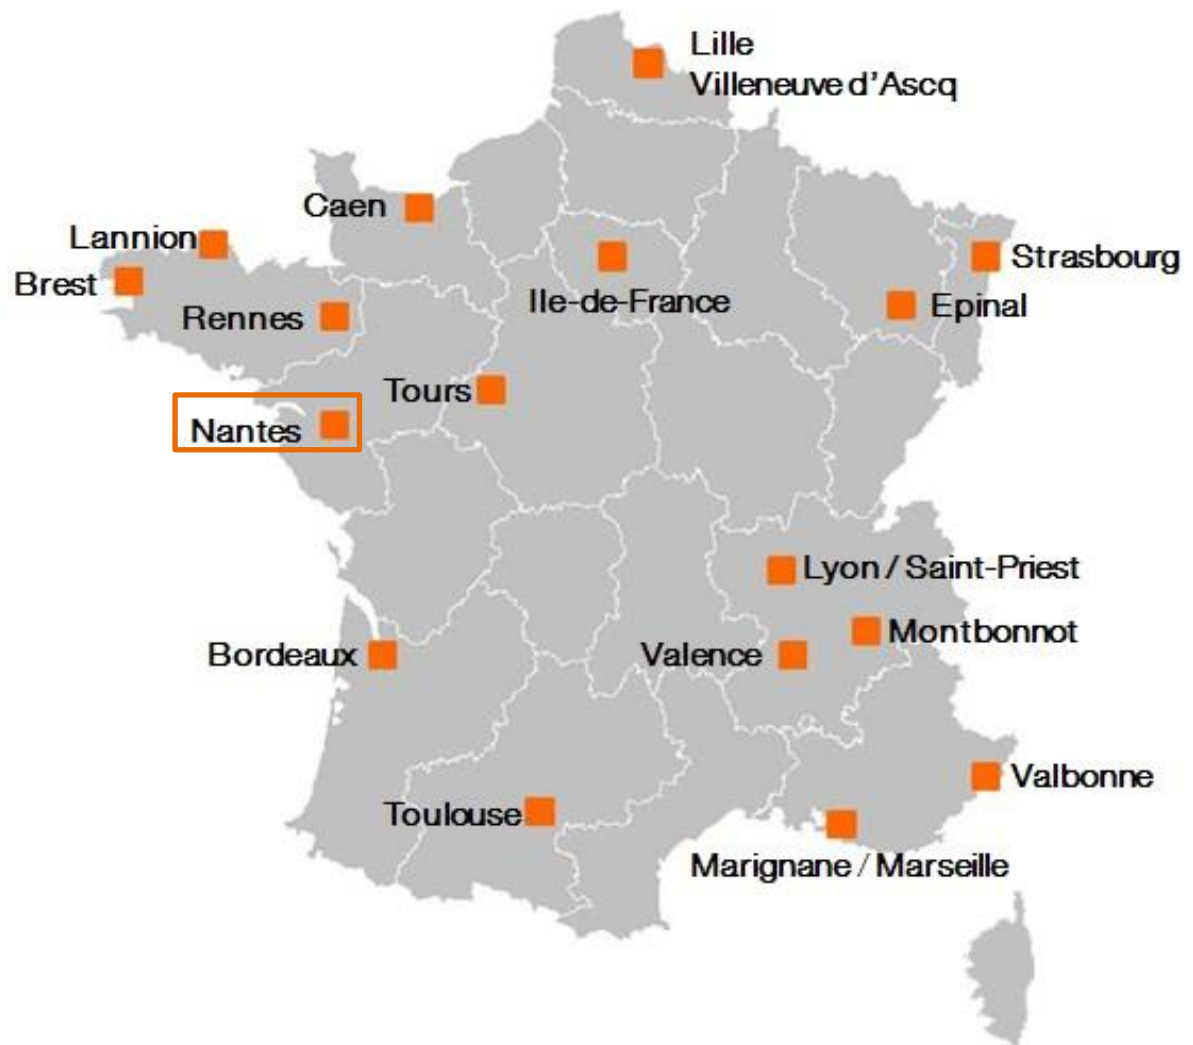 Lille
Villeneuve d'Ascq
Caen
Lannion
Strasbourg
Brest
Ile-de-France
Epinal
Rennes
Tours
Nantes
Lyon / Saint-Priest
Montbonnot
Bordeaux
Valence
Valbonne
Toulouse
Marignane / Marseille